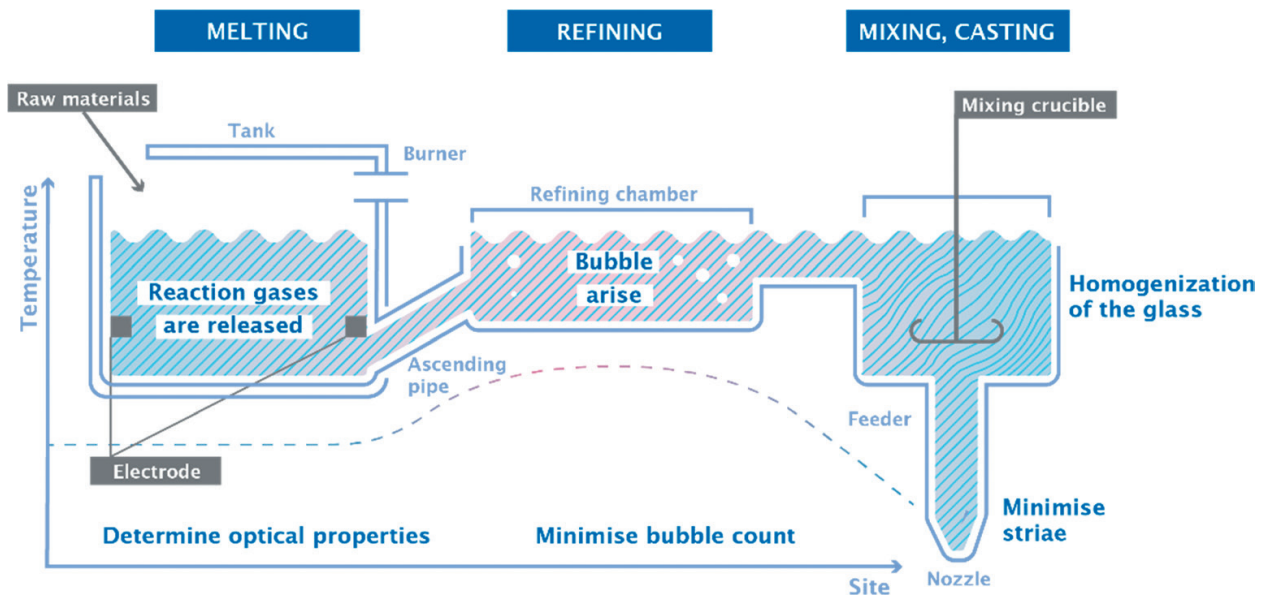 MELTING
REFINING
MIXING, CASTING
Raw materials
Mixing crucible
Tank
Burner
Refining chamber
Temperature
Reaction gases
are released
Bubble
arise
Homogenization
of the glass
Ascending
pipe
Feeder
Electrode
Determine optical properties
Minimise bubble count
Minimise
striae
Site
Nozzle